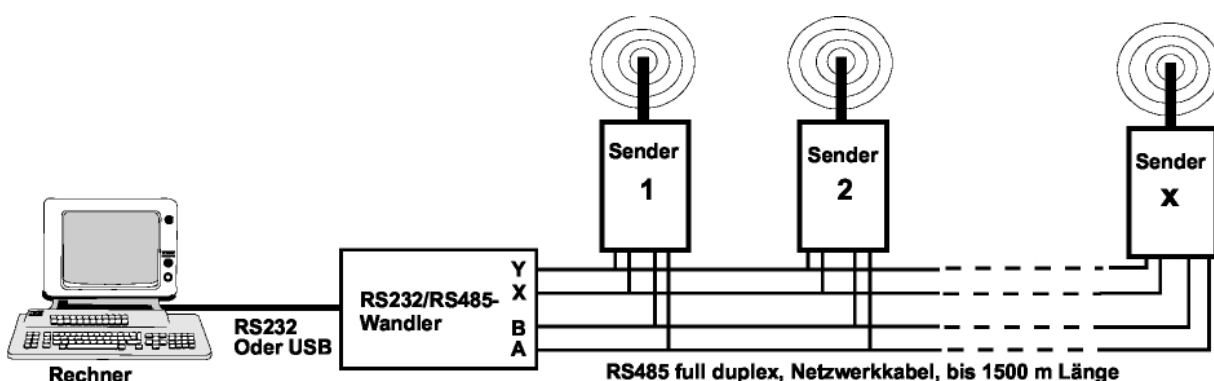 Sender
1
Sender
2
Sender
X
Y
X
B
A
RS232/RS485-
Wandler
RS232
Oder USB
Rechner
RS485 full duplex, Netzwerkkabel, bis 1500 m Länge